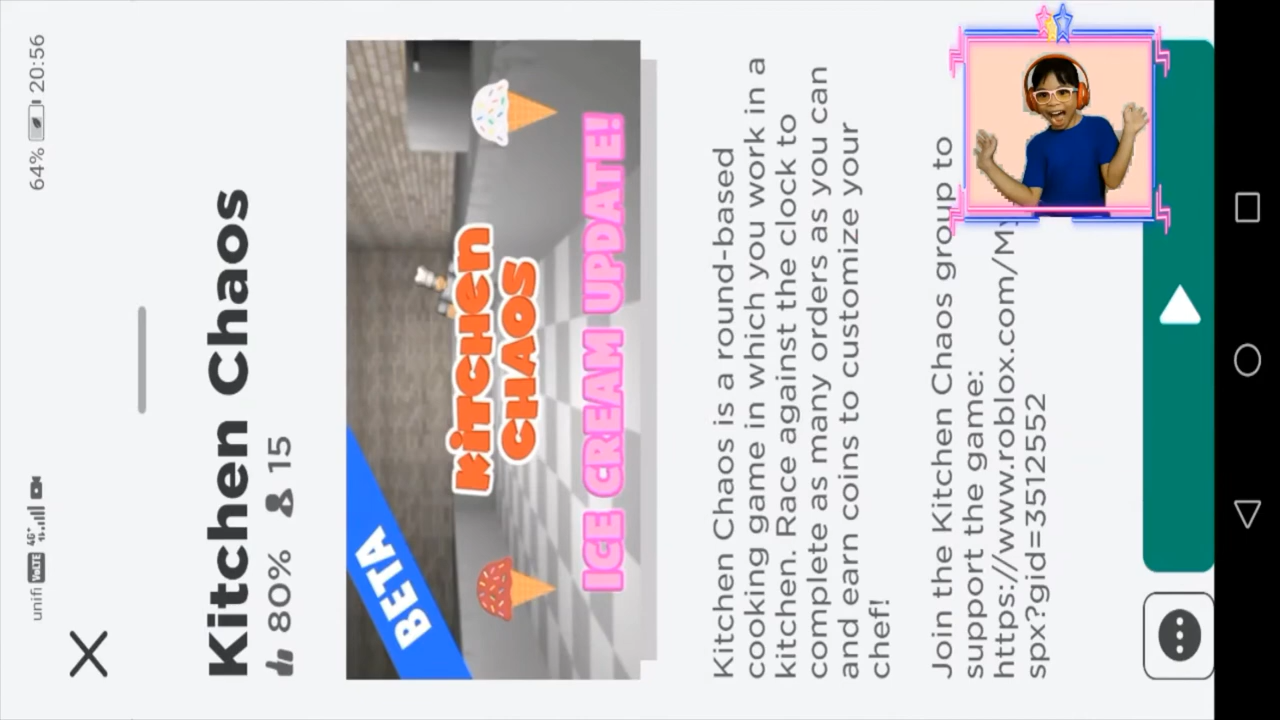 unifi VoLTE 4G+ 64% 20:56
Kitchen Chaos
80% 15
BETA
KITCHEN
CHAOS
ICE CREAM UPDATE!
Kitchen Chaos is a round-based
cooking game in which you work in a
kitchen. Race against the clock to
complete as many orders as you can
and earn coins to customize your
chef!
Join the Kitchen Chaos group to
support the game:
https://www.roblox.com/My
spx?gid=3512552